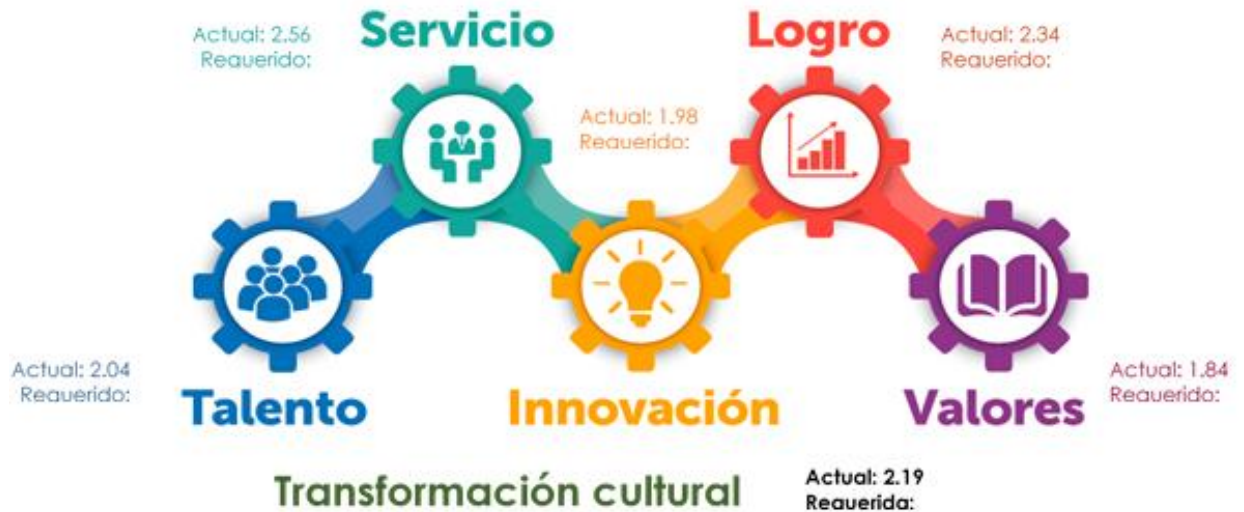 Servicio
Actual: 2.56
Requerido:
Logro
Actual: 2.34
Requerido:
Actual: 1.98
Requerido:
Actual: 2.04
Requerido:
Talento
Innovación
Valores
Actual: 1.84
Requerido:
Transformación cultural
Actual: 2.19
Requerida: